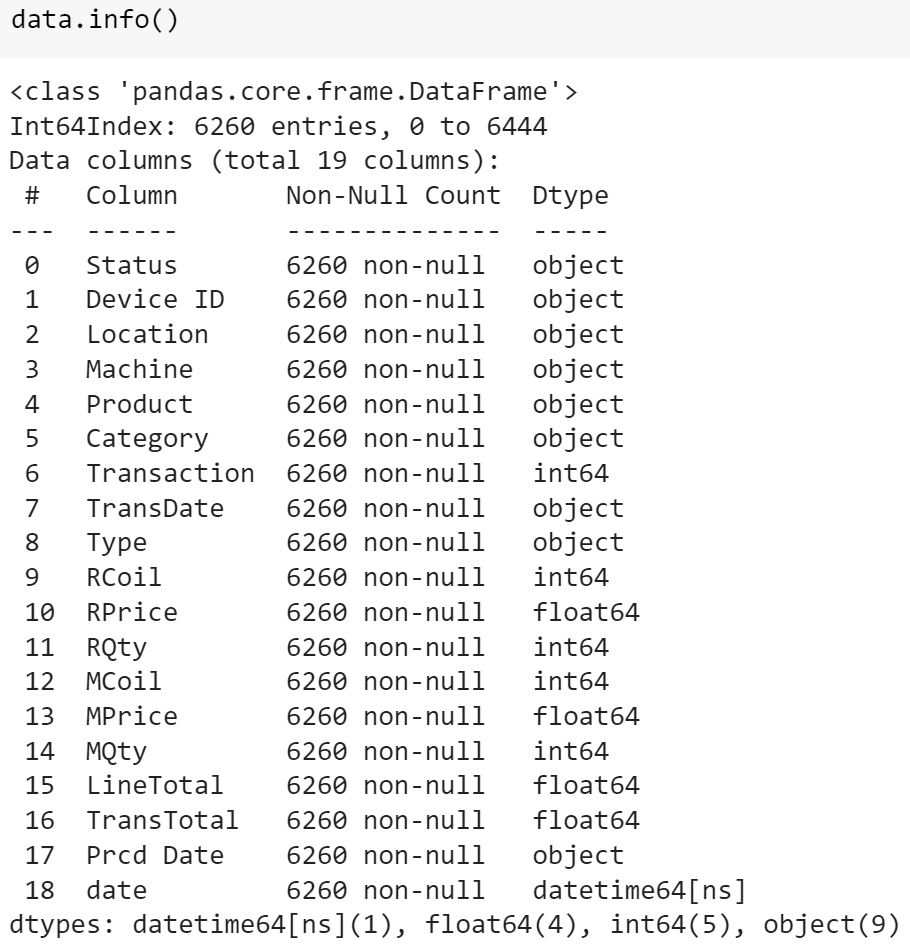 data.info()
<class 'pandas.core.frame.DataFrame'>
Int64Index: 6260 entries, 0 to 6444
Data columns (total 19 columns):
 #   Column       Non-Null Count  Dtype
---  ------       --------------  -----
 0   Status       6260 non-null   object
 1   Device ID    6260 non-null   object
 2   Location     6260 non-null   object
 3   Machine      6260 non-null   object
 4   Product      6260 non-null   object
 5   Category     6260 non-null   object
 6   Transaction  6260 non-null   int64
 7   TransDate    6260 non-null   object
 8   Type         6260 non-null   object
 9   RCoil        6260 non-null   int64
 10  RPrice       6260 non-null   float64
 11  RQty         6260 non-null   int64
 12  MCoil        6260 non-null   int64
 13  MPrice       6260 non-null   float64
 14  MQty         6260 non-null   int64
 15  LineTotal    6260 non-null   float64
 16  TransTotal   6260 non-null   float64
 17  Prcd Date    6260 non-null   object
 18  date         6260 non-null   datetime64[ns]
dtypes: datetime64[ns](1), float64(4), int64(5), object(9)